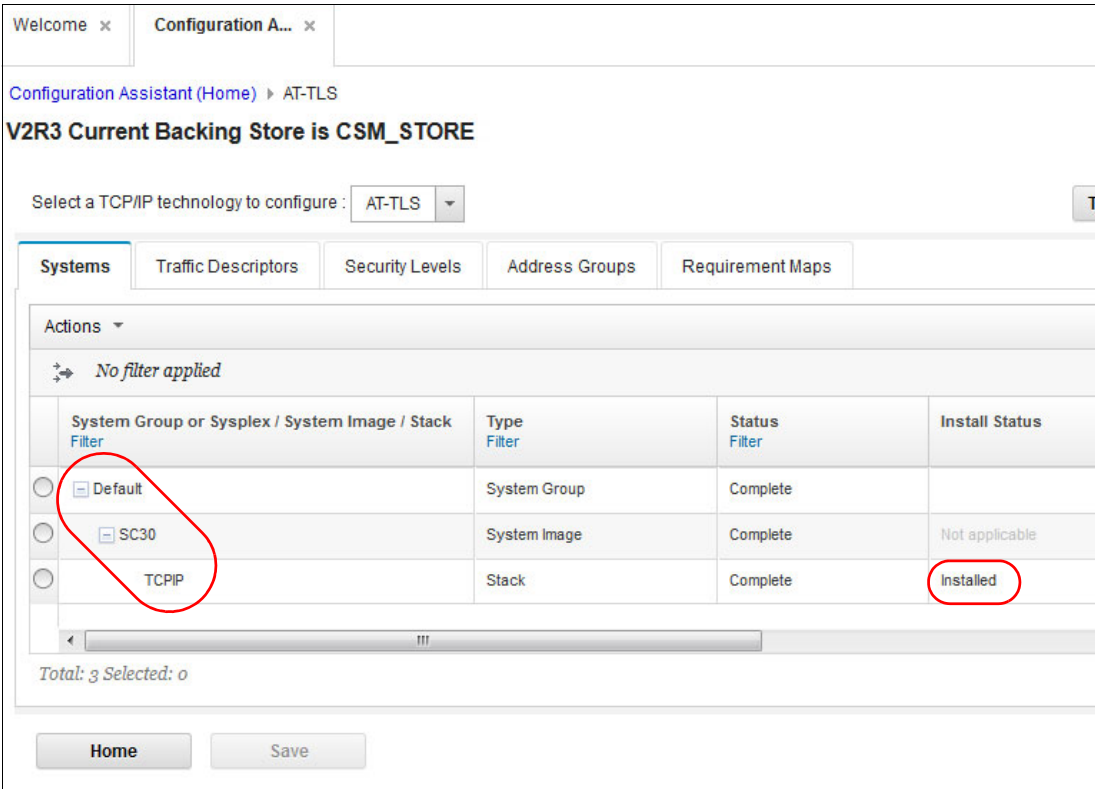 Welcome × Configuration A... ×
Configuration Assistant (Home) ▸ AT-TLS
V2R3 Current Backing Store is CSM_STORE
Select a TCP/IP technology to configure : AT-TLS T
Systems Traffic Descriptors Security Levels Address Groups Requirement Maps
Actions
No filter applied
System Group or Sysplex / System Image / Stack Type Status Install Status
Filter Filter Filter
Default System Group Complete
SC30 System Image Complete Not applicable
TCPIP Stack Complete Installed
Total: 3 Selected: 0
Home Save